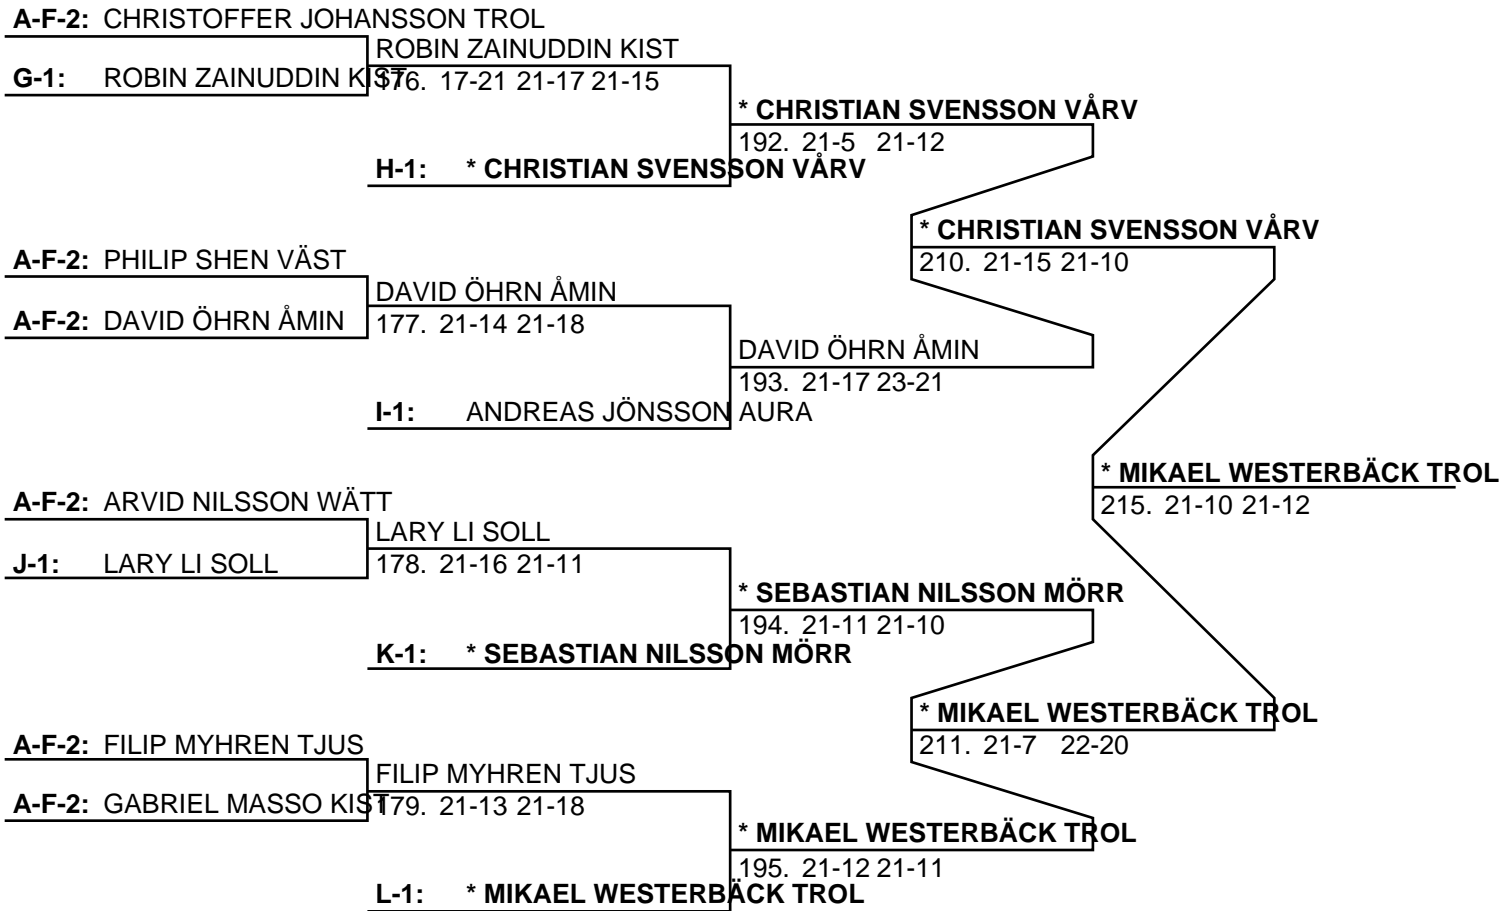 A-F-2: CHRISTOFFER JOHANSSON TROL
ROBIN ZAINUDDIN KIST
G-1: ROBIN ZAINUDDIN KIST
176. 17-21 21-17 21-15
* CHRISTIAN SVENSSON VÅRV
192. 21-5 21-12
H-1: * CHRISTIAN SVENSSON VÅRV
* CHRISTIAN SVENSSON VÅRV
210. 21-15 21-10
A-F-2: PHILIP SHEN VÄST
DAVID ÖHRN ÅMIN
A-F-2: DAVID ÖHRN ÅMIN
177. 21-14 21-18
DAVID ÖHRN ÅMIN
193. 21-17 23-21
I-1: ANDREAS JÖNSSON AURA
* MIKAEL WESTERBÄCK TROL
215. 21-10 21-12
A-F-2: ARVID NILSSON WÄTT
LARY LI SOLL
J-1: LARY LI SOLL
178. 21-16 21-11
* SEBASTIAN NILSSON MÖRR
194. 21-11 21-10
K-1: * SEBASTIAN NILSSON MÖRR
* MIKAEL WESTERBÄCK TROL
211. 21-7 22-20
A-F-2: FILIP MYHREN TJUS
FILIP MYHREN TJUS
A-F-2: GABRIEL MASSO KIST
179. 21-13 21-18
* MIKAEL WESTERBÄCK TROL
195. 21-12 21-11
L-1: * MIKAEL WESTERBÄCK TROL